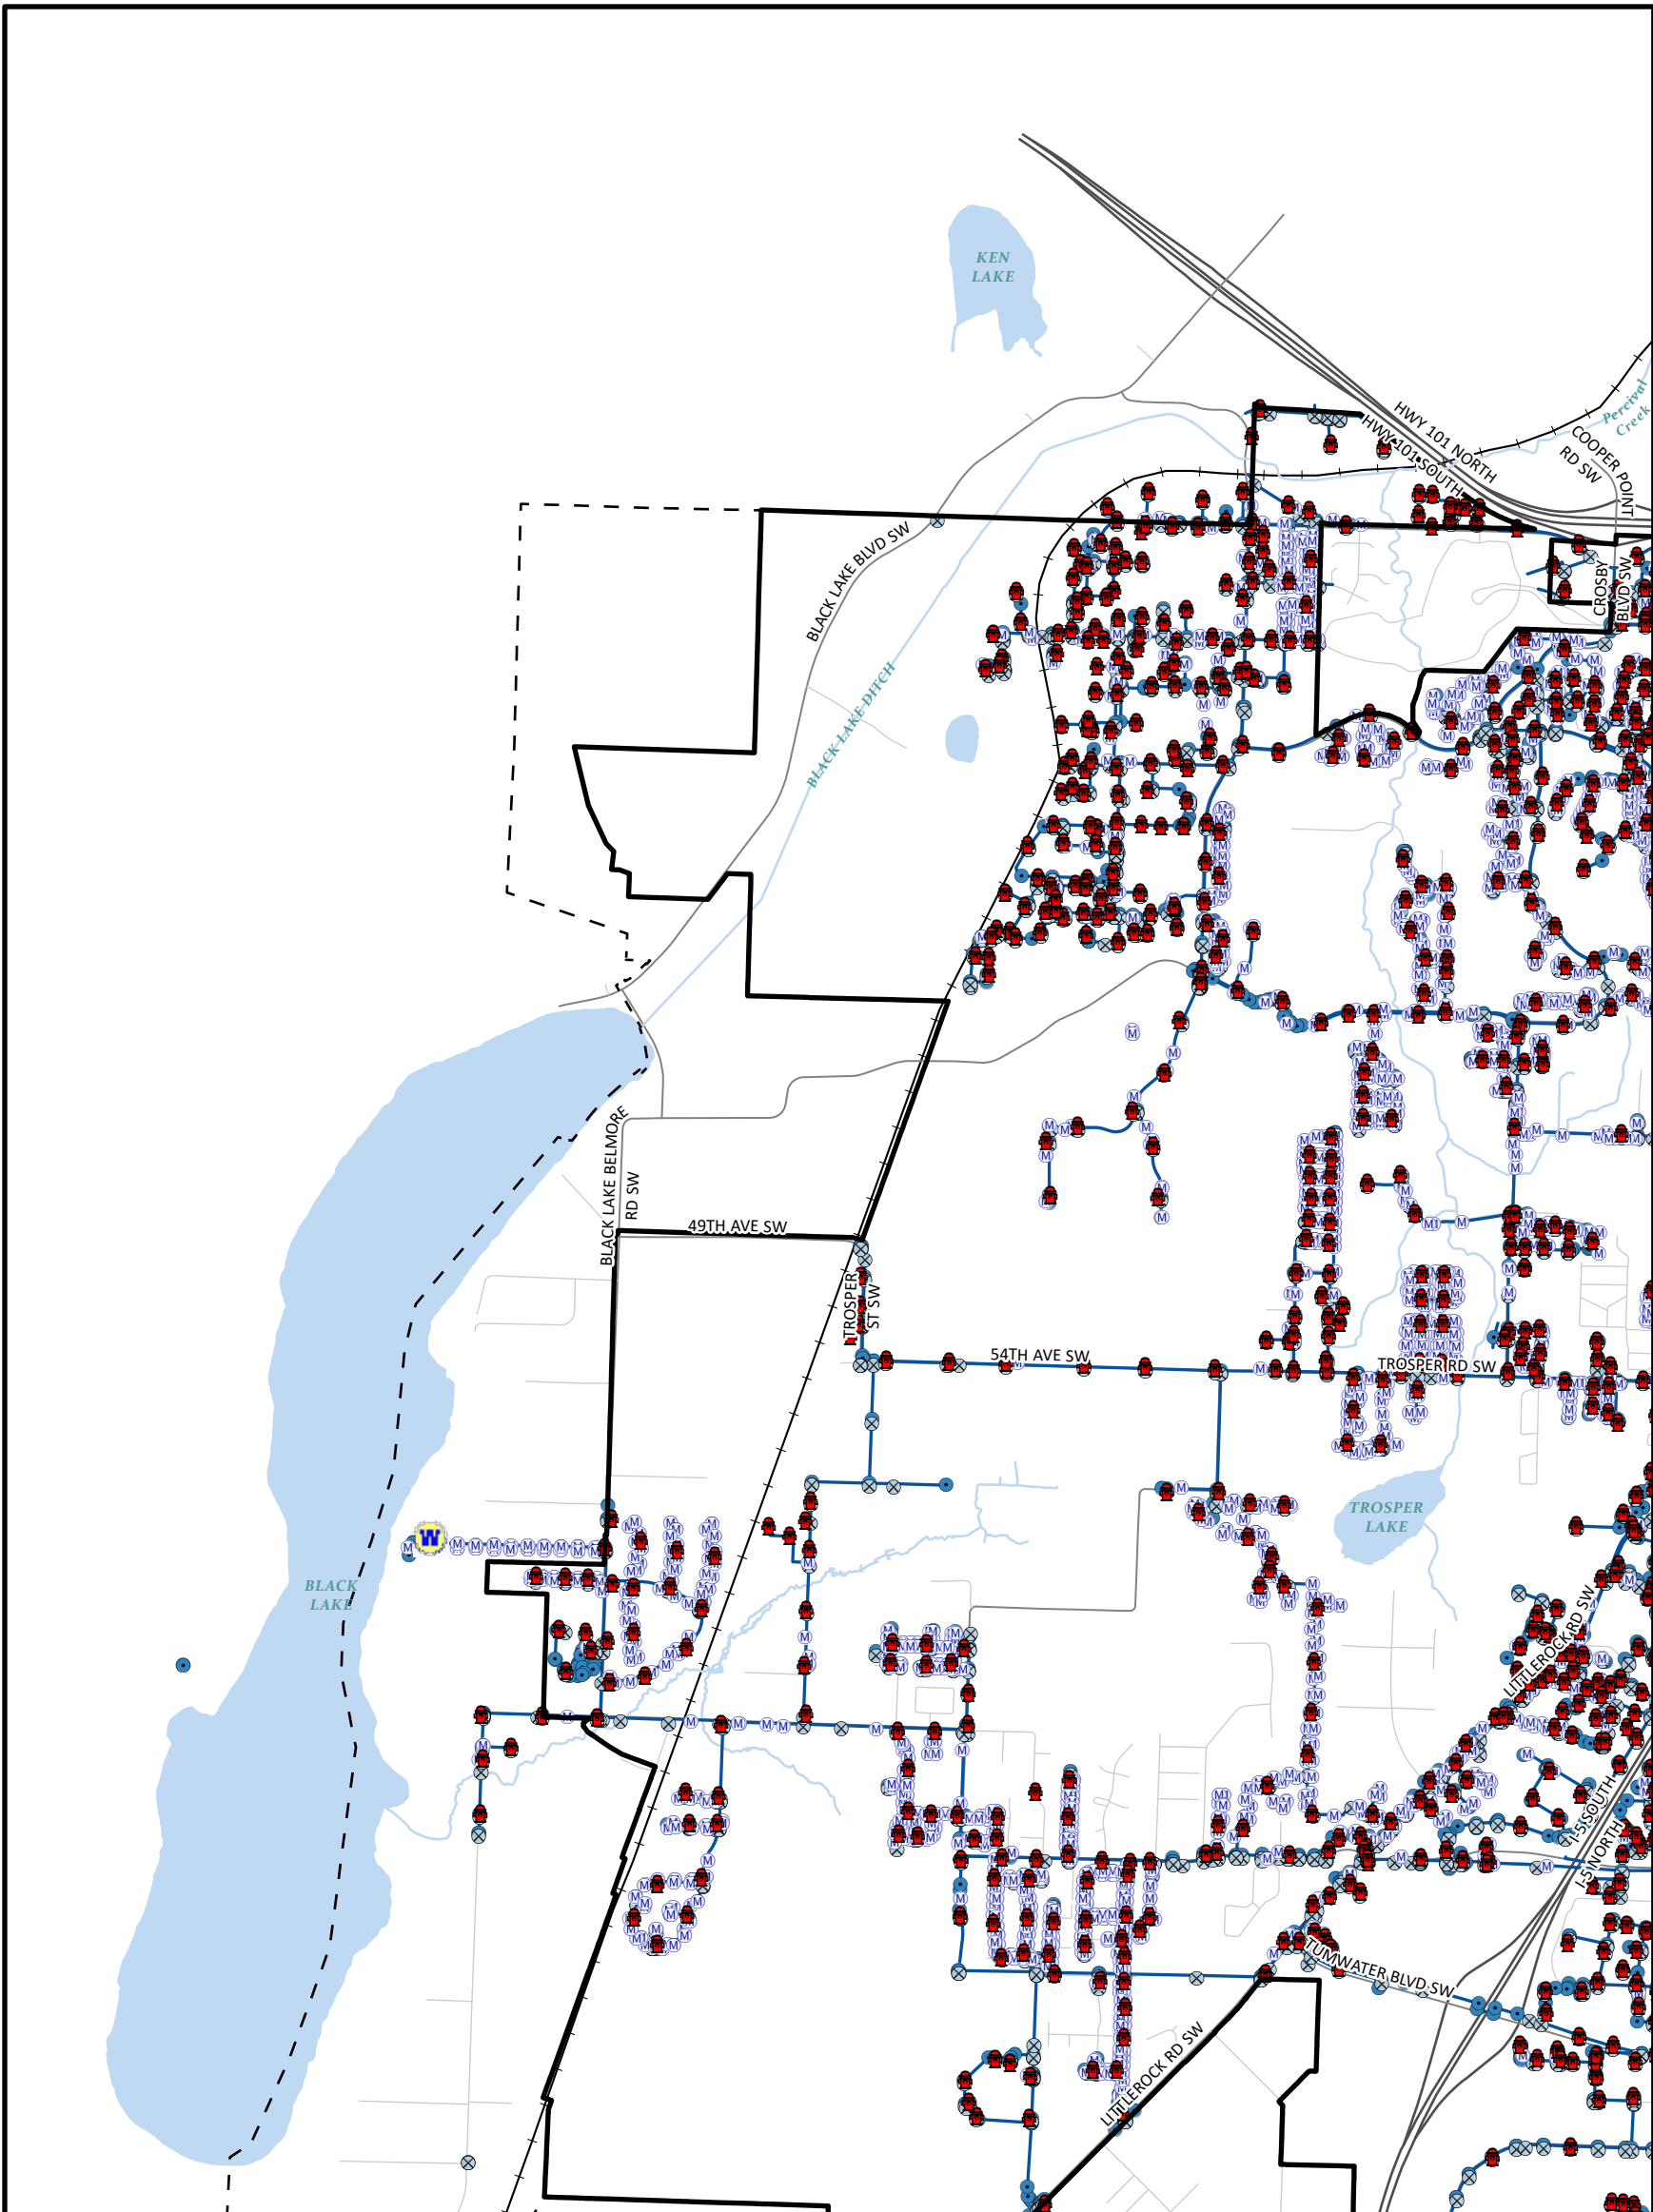 KEN
LAKE
Percival
Creek
HWY 101 NORTH
HWY 101 SOUTH
COOPER POINT
RD SW
BLACK LAKE BLVD SW
CROSBY
BLVD SW
BLACK LAKE DITCH
BLACK LAKE BELMORE
RD SW
49TH AVE SW
TROSPER
ST SW
54TH AVE SW
TROSPER RD SW
TROSPER
LAKE
W
BLACK
LAKE
LITTLEROCK RD SW
I-5 SOUTH
I-5 NORTH
TUMWATER BLVD SW
LITTLEROCK RD SW